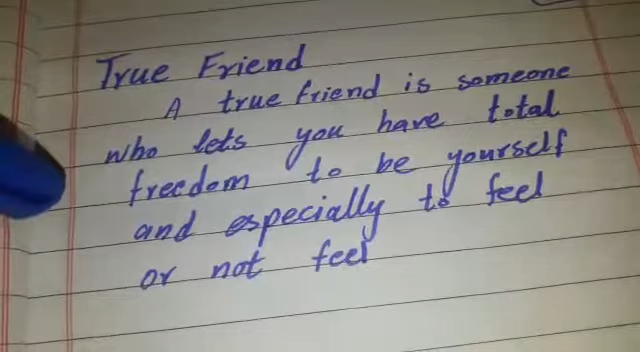 True Friend
A true friend is someone
who lets you have total
freedom to be yourself
and especially to feel
or not feel